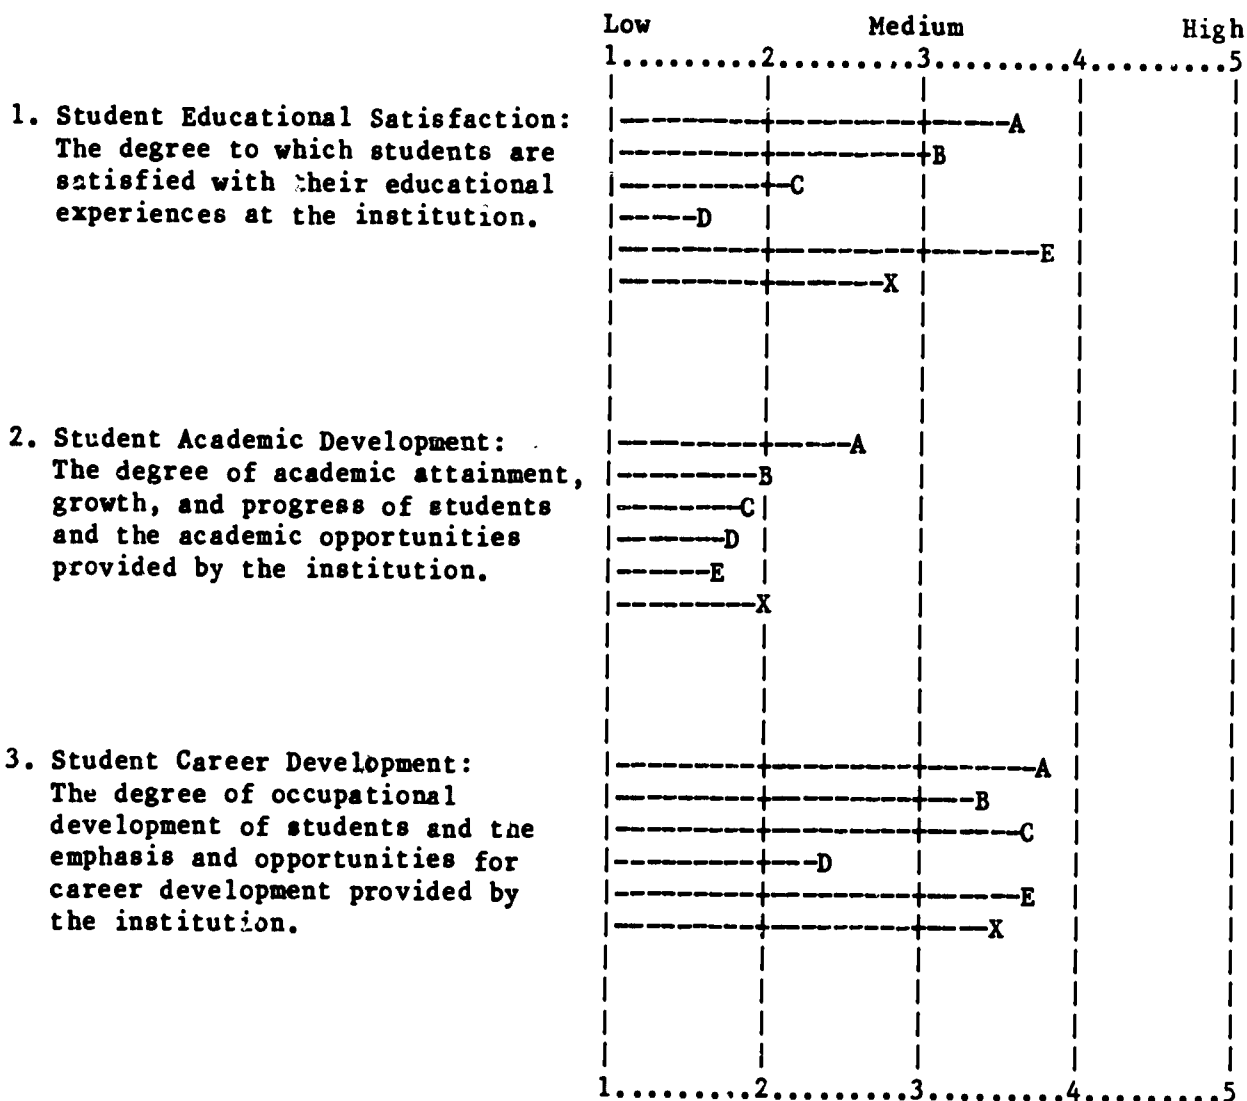 Low Medium High
1.........2.........3.........4.........5
1. Student Educational Satisfaction:
The degree to which students are
satisfied with their educational
experiences at the institution.
---------+---------------+-----A
---------+---------+B
---------+-C
-----D
---------+---------+-------E
---------+-------X
2. Student Academic Development:
The degree of academic attainment,
growth, and progress of students
and the academic opportunities
provided by the institution.
---------+-----A
---------B
--------C
-------D
------E
---------X
3. Student Career Development:
The degree of occupational
development of students and the
emphasis and opportunities for
career development provided by
the institution.
---------+---------+-------A
---------+---------+---B
---------+---------+------C
---------+---D
---------+---------+------E
---------+---------+----X
1.........2.........3.........4.........5